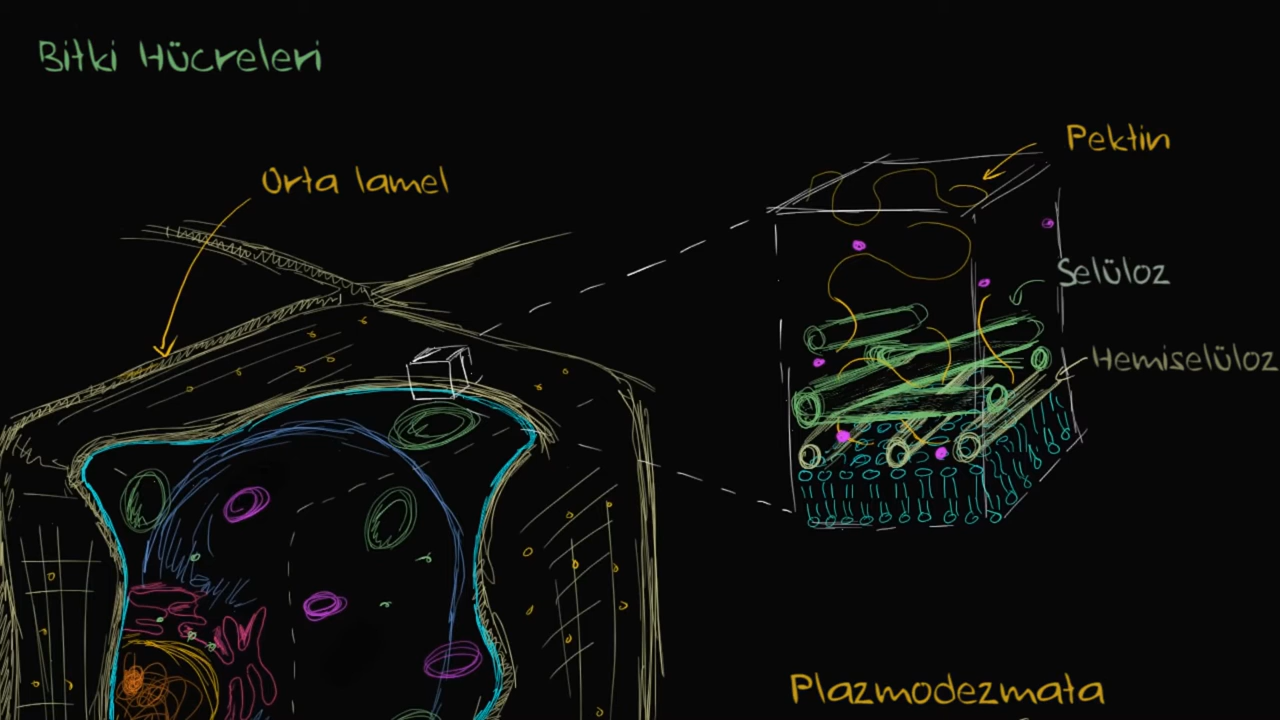 Bitki Hücreleri
Orta lamel
Pektin
Selüloz
Hemiselüloz
Plazmodezmata